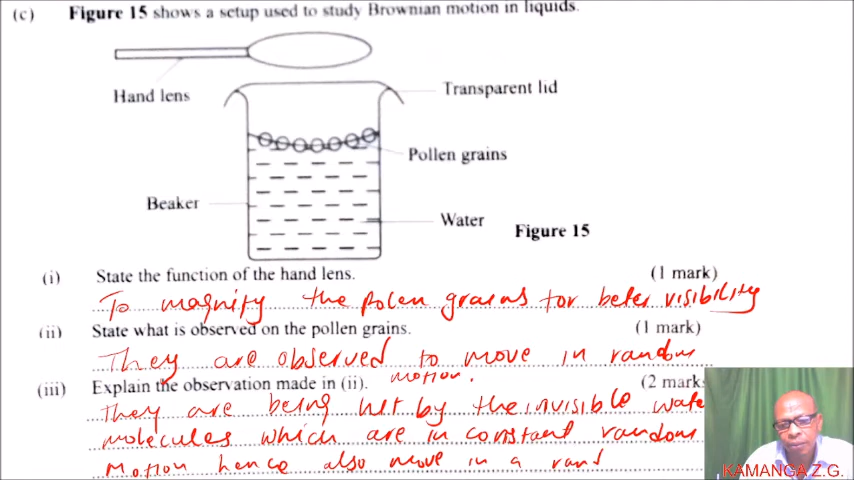 (c) Figure 15 shows a setup used to study Brownian motion in liquids.
Hand lens
Transparent lid
Pollen grains
Beaker
Water
Figure 15
(i) State the function of the hand lens. (1 mark)
To magnify the polen grains for beter visibility
(ii) State what is observed on the pollen grains. (1 mark)
They are observed to move in random
motion.
(iii) Explain the observation made in (ii). (2 mark
They are being hit by the invisible wate
molecules which are in constant random
motion hence also move in a rand
KAMANGA Z.G.